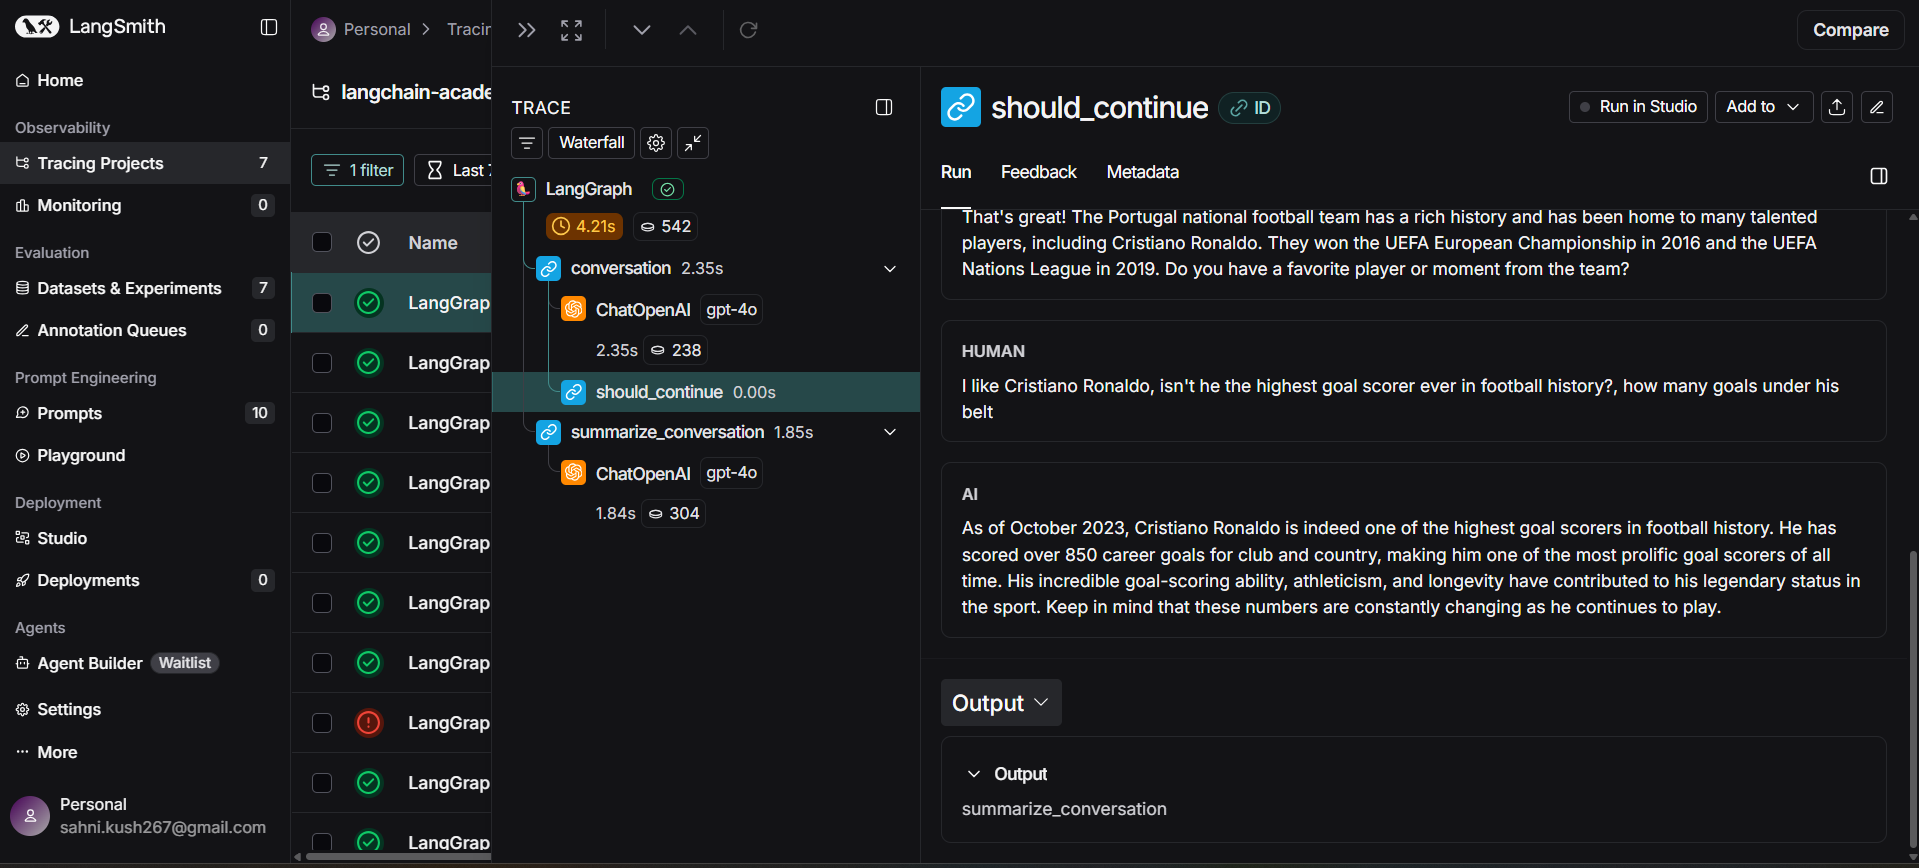 LangSmith
Home
Observability
Tracing Projects 7
Monitoring 0
Evaluation
Datasets & Experiments 7
Annotation Queues 0
Prompt Engineering
Prompts 10
Playground
Deployment
Studio
Deployments 0
Agents
Agent Builder Waitlist
Settings
More
Personal
sahni.kush267@gmail.com
Personal > Tracin
langchain-acade
1 filter
Last 7
Name
LangGrap
LangGrap
LangGrap
LangGrap
LangGrap
LangGrap
LangGrap
LangGrap
LangGrap
LangGrap
TRACE
Waterfall
LangGraph
4.21s 542
conversation 2.35s
ChatOpenAI gpt-4o
2.35s 238
should_continue 0.00s
summarize_conversation 1.85s
ChatOpenAI gpt-4o
1.84s 304
Compare
should_continue ID
Run in Studio
Add to
Run Feedback Metadata
That's great! The Portugal national football team has a rich history and has been home to many talented
players, including Cristiano Ronaldo. They won the UEFA European Championship in 2016 and the UEFA
Nations League in 2019. Do you have a favorite player or moment from the team?
HUMAN
I like Cristiano Ronaldo, isn't he the highest goal scorer ever in football history?, how many goals under his
belt
AI
As of October 2023, Cristiano Ronaldo is indeed one of the highest goal scorers in football history. He has
scored over 850 career goals for club and country, making him one of the most prolific goal scorers of all
time. His incredible goal-scoring ability, athleticism, and longevity have contributed to his legendary status in
the sport. Keep in mind that these numbers are constantly changing as he continues to play.
Output
Output
summarize_conversation